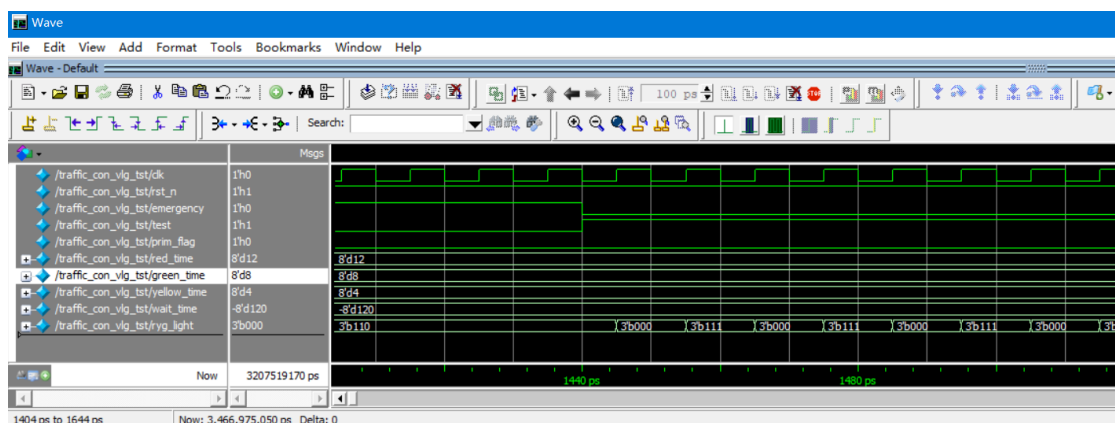 Wave
File Edit View Add Format Tools Bookmarks Window Help
Wave - Default
100 ps
Search:
Msgs
/traffic_con_vlg_tst/clk 1'h0
/traffic_con_vlg_tst/rst_n 1'h1
/traffic_con_vlg_tst/emergency 1'h0
/traffic_con_vlg_tst/test 1'h1
/traffic_con_vlg_tst/prim_flag 1'h0
/traffic_con_vlg_tst/red_time 8'd12 8'd12
/traffic_con_vlg_tst/green_time 8'd8 8'd8
/traffic_con_vlg_tst/yellow_time 8'd4 8'd4
/traffic_con_vlg_tst/wait_time -8'd120 -8'd120
/traffic_con_vlg_tst/ryg_light 3'b000 3'b110 3'b000 3'b111 3'b000 3'b111 3'b000 3'b111 3'b000
Now 3207519170 ps 1440 ps 1480 ps
1404 ps to 1644 ps Now: 3,466,975,050 ps Delta: 0